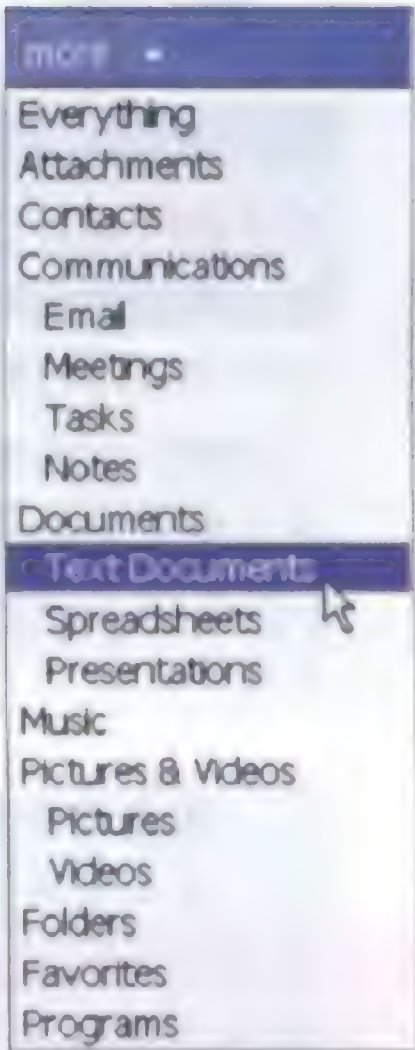 more
Everything
Attachments
Contacts
Communications
Email
Meetings
Tasks
Notes
Documents
Text Documents
Spreadsheets
Presentations
Music
Pictures & Videos
Pictures
Videos
Folders
Favorites
Programs